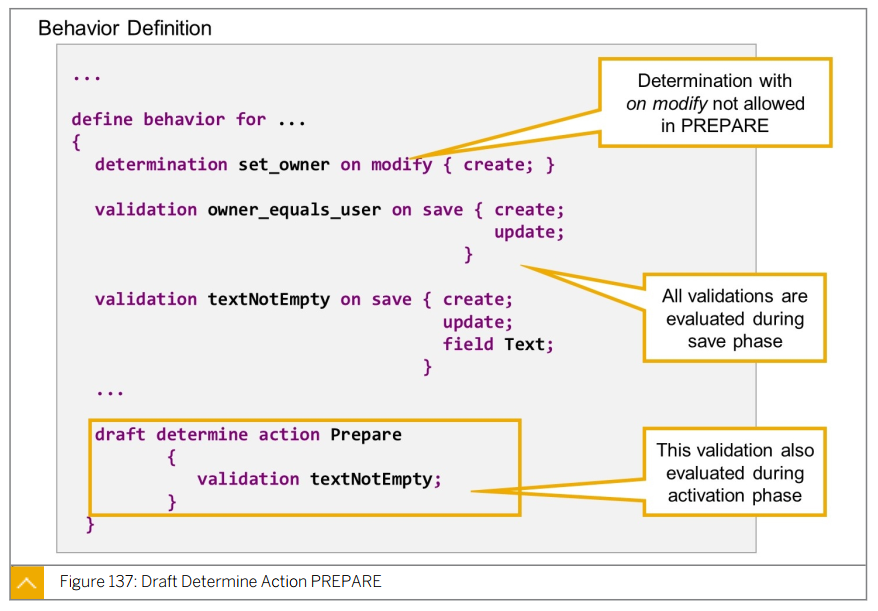 Behavior Definition
...
Determination with
on modify not allowed
in PREPARE
define behavior for ...
{
determination set_owner on modify { create; }
validation owner_equals_user on save { create;
update;
}
All validations are
evaluated during
save phase
validation textNotEmpty on save { create;
update;
field Text;
}
...
draft determine action Prepare
{
validation textNotEmpty;
}
This validation also
evaluated during
activation phase
}
Figure 137: Draft Determine Action PREPARE